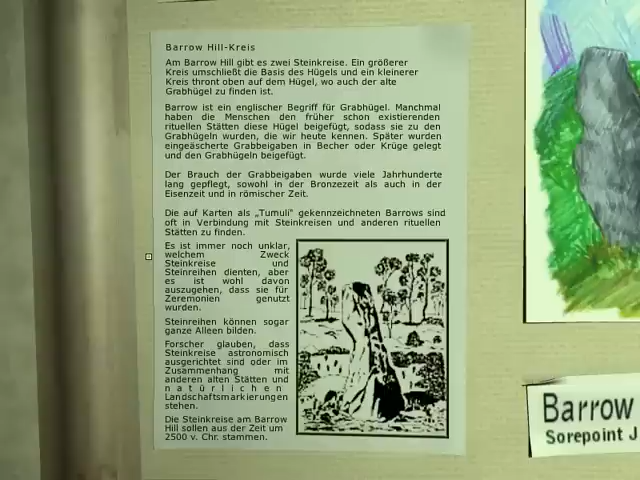 Barrow Hill-Kreis
Am Barrow Hill gibt es zwei Steinkreise. Ein größerer
Kreis umschließt die Basis des Hügels und ein kleinerer
Kreis thront oben auf dem Hügel, wo auch der alte
Grabhügel zu finden ist.
Barrow ist ein englischer Begriff für Grabhügel. Manchmal
haben die Menschen den früher schon existierenden
rituellen Stätten diese Hügel beigefügt, sodass sie zu den
Grabhügeln wurden, die wir heute kennen. Später wurden
eingeäscherte Grabbeigaben in Becher oder Krüge gelegt
und den Grabhügeln beigefügt.
Der Brauch der Grabbeigaben wurde viele Jahrhunderte
lang gepflegt, sowohl in der Bronzezeit als auch in der
Eisenzeit und in römischer Zeit.
Die auf Karten als „Tumuli“ gekennzeichneten Barrows sind
oft in Verbindung mit Steinkreisen und anderen rituellen
Stätten zu finden.
Es ist immer noch unklar,
welchem Zweck
Steinkreise und
Steinreihen dienten, aber
es ist wohl davon
auszugehen, dass sie für
Zeremonien genutzt
wurden.
Steinreihen können sogar
ganze Alleen bilden.
Forscher glauben, dass
Steinkreise astronomisch
ausgerichtet sind oder im
Zusammenhang mit
anderen alten Stätten und
natürlichen
Landschaftsmarkierungen
stehen.
Die Steinkreise am Barrow
Hill sollen aus der Zeit um
2500 v. Chr. stammen.
Barrow
Sorepoint J